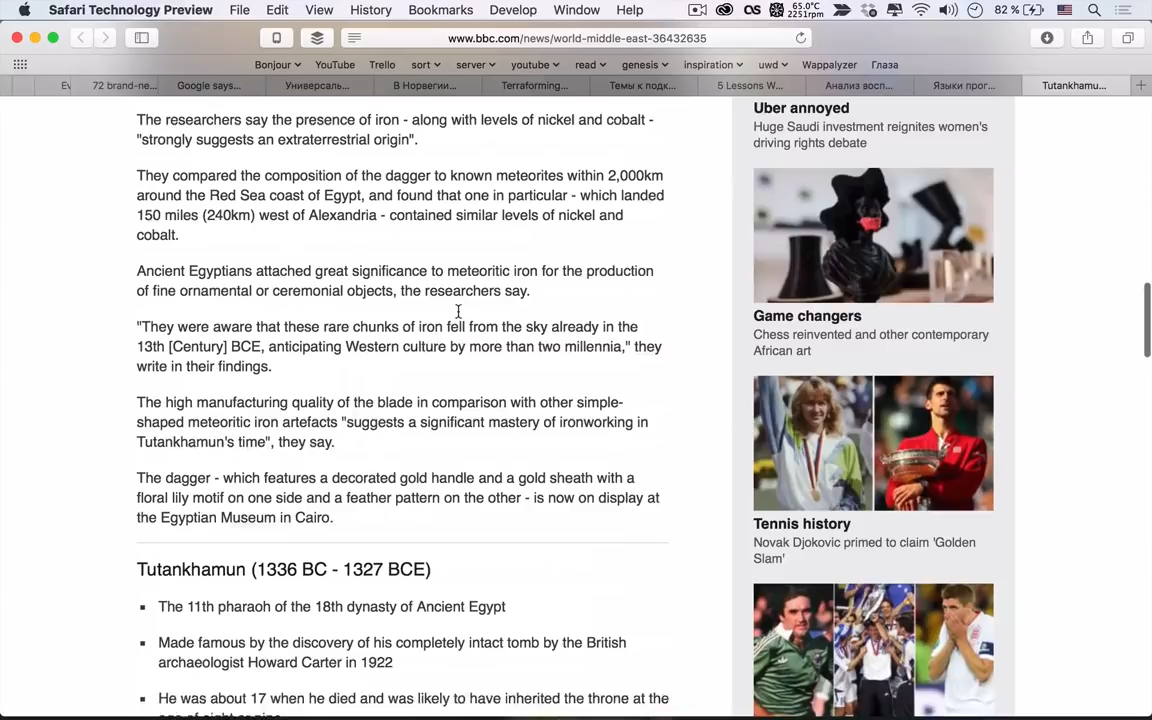 Safari Technology Preview File Edit View History Bookmarks Develop Window Help 65.0°C 2251rpm 82 %
www.bbc.com/news/world-middle-east-36432635
Bonjour YouTube Trello sort server youtube read genesis inspiration uwd Wappalyzer Глаза
Ev 72 brand-ne... Google says... Универсаль... В Норвегии... Terraforming... Темы к подк... 5 Lessons W... Анализ восп... Языки прог... Tutankhamu...
The researchers say the presence of iron - along with levels of nickel and cobalt -
"strongly suggests an extraterrestrial origin".
They compared the composition of the dagger to known meteorites within 2,000km
around the Red Sea coast of Egypt, and found that one in particular - which landed
150 miles (240km) west of Alexandria - contained similar levels of nickel and
cobalt.
Ancient Egyptians attached great significance to meteoritic iron for the production
of fine ornamental or ceremonial objects, the researchers say.
"They were aware that these rare chunks of iron fell from the sky already in the
13th [Century] BCE, anticipating Western culture by more than two millennia," they
write in their findings.
The high manufacturing quality of the blade in comparison with other simple-
shaped meteoritic iron artefacts "suggests a significant mastery of ironworking in
Tutankhamun's time", they say.
The dagger - which features a decorated gold handle and a gold sheath with a
floral lily motif on one side and a feather pattern on the other - is now on display at
the Egyptian Museum in Cairo.
Tutankhamun (1336 BC - 1327 BCE)
The 11th pharaoh of the 18th dynasty of Ancient Egypt
Made famous by the discovery of his completely intact tomb by the British
archaeologist Howard Carter in 1922
He was about 17 when he died and was likely to have inherited the throne at the
Uber annoyed
Huge Saudi investment reignites women's
driving rights debate
Game changers
Chess reinvented and other contemporary
African art
Tennis history
Novak Djokovic primed to claim 'Golden
Slam'